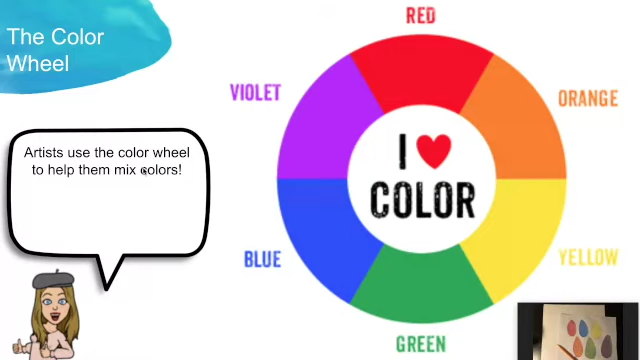 The Color
Wheel
RED
VIOLET
ORANGE
Artists use the color wheel
to help them mix colors!
I ❤ 
COLOR
BLUE
YELLOW
GREEN